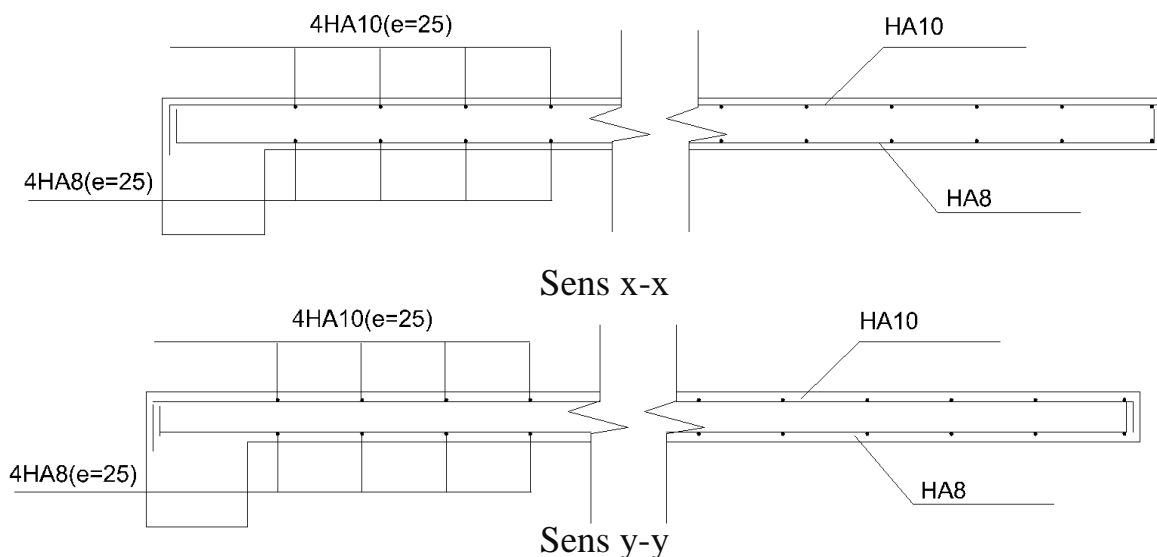 4HA10(e=25)
HA10
4HA8(e=25)
HA8
Sens x-x
4HA10(e=25)
HA10
4HA8(e=25)
HA8
Sens y-y